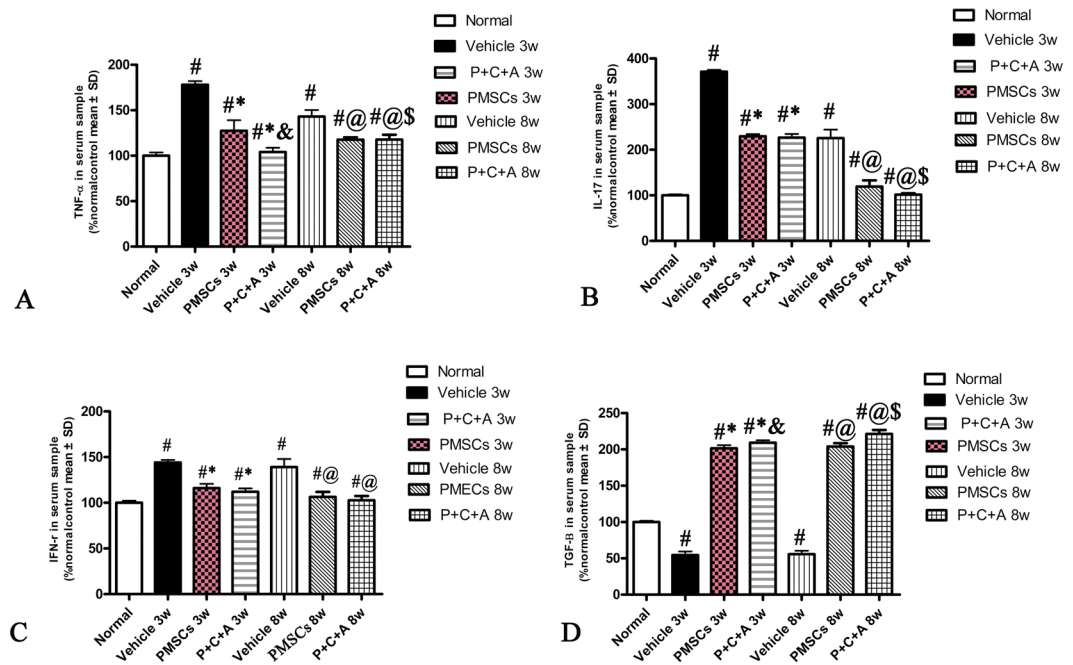 A
TNF-α in serum sample
(%normalcontrol mean ± SD)
200
150
100
50
0
#
#*
#*&
#
#@
#@$
Normal
Vehicle 3w
PMSCs 3w
P+C+A 3w
Vehicle 8w
PMSCs 8w
P+C+A 8w
Normal
Vehicle 3w
P+C+A 3w
PMSCs 3w
Vehicle 8w
PMSCs 8w
P+C+A 8w
B
IL-17 in serum sample
(%normalcontrol mean ± SD)
400
300
200
100
0
#
#*
#*
#
#@
#@$
Normal
Vehicle 3w
PMSCs 3w
P+C+A 3w
Vehicle 8w
PMSCs 8w
P+C+A 8w
Normal
Vehicle 3w
P+C+A 3w
PMSCs 3w
Vehicle 8w
PMSCs 8w
P+C+A 8w
C
IFN-r in serum sample
(%normalcontrol mean ± SD)
200
150
100
50
0
#
#*
#*
#
#@
#@
Normal
Vehicle 3w
PMSCs 3w
P+C+A 3w
Vehicle 8w
PMSCs 8w
P+C+A 8w
Normal
Vehicle 3w
P+C+A 3w
PMSCs 3w
Vehicle 8w
PMECs 8w
P+C+A 8w
D
TGF-B in serum sample
(%normalcontrol mean ± SD)
250
200
150
100
50
0
#
#*
#*&
#
#@
#@$
Normal
Vehicle 3w
PMSCs 3w
P+C+A 3w
Vehicle 8w
PMSCs 8w
P+C+A 8w
Normal
Vehicle 3w
P+C+A 3w
PMSCs 3w
Vehicle 8w
PMSCs 8w
P+C+A 8w